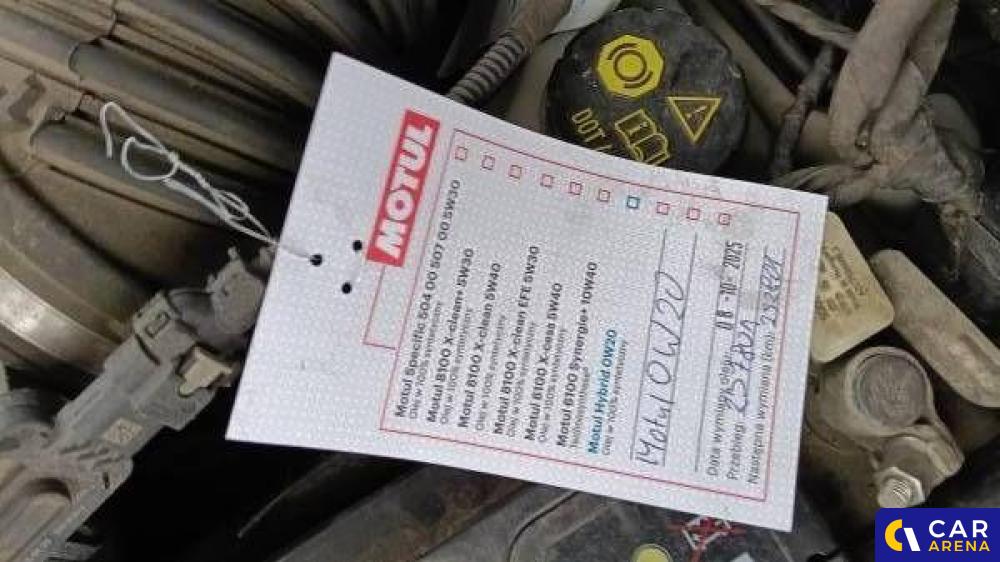 MOTUL
Motul Specific 504 00 507 00 5W30
Olej w 100% syntetyczny
Motul 8100 X-clean+ 5W30
Olej w 100% syntetyczny
Motul 8100 X-clean 5W40
Olej w 100% syntetyczny
Motul 8100 X-clean EFE 5W30
Olej w 100% syntetyczny
Motul 8100 X-cess 5W40
Olej w 100% syntetyczny
Motul 6100 Synergie+ 10W40
Motul Hybrid 0W20
Olej w 100% syntetyczny
Motul 0W20
Data wymiany oleju: 08 -10- 2025
Przebieg:
Następna wymiana (km)
DOT
CAR
ARENA